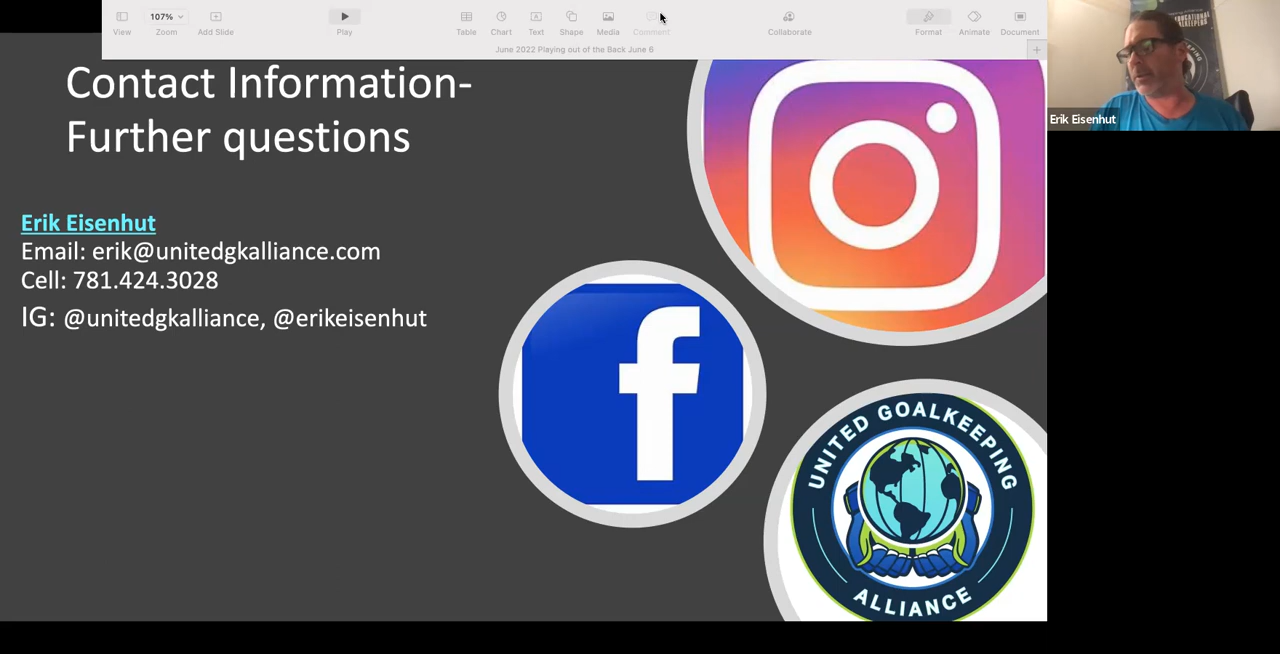 107%
View
Zoom
Add Slide
Play
Table
Chart
Text
Shape
Media
Comment
Collaborate
Format
Animate
Document
June 2022 Playing out of the Back June 6
Contact Information-
Further questions
Erik Eisenhut
Email: erik@unitedgkalliance.com
Cell: 781.424.3028
IG: @unitedgkalliance, @erikeisenhut
UNITED GOALKEEPING
ALLIANCE
Erik Eisenhut